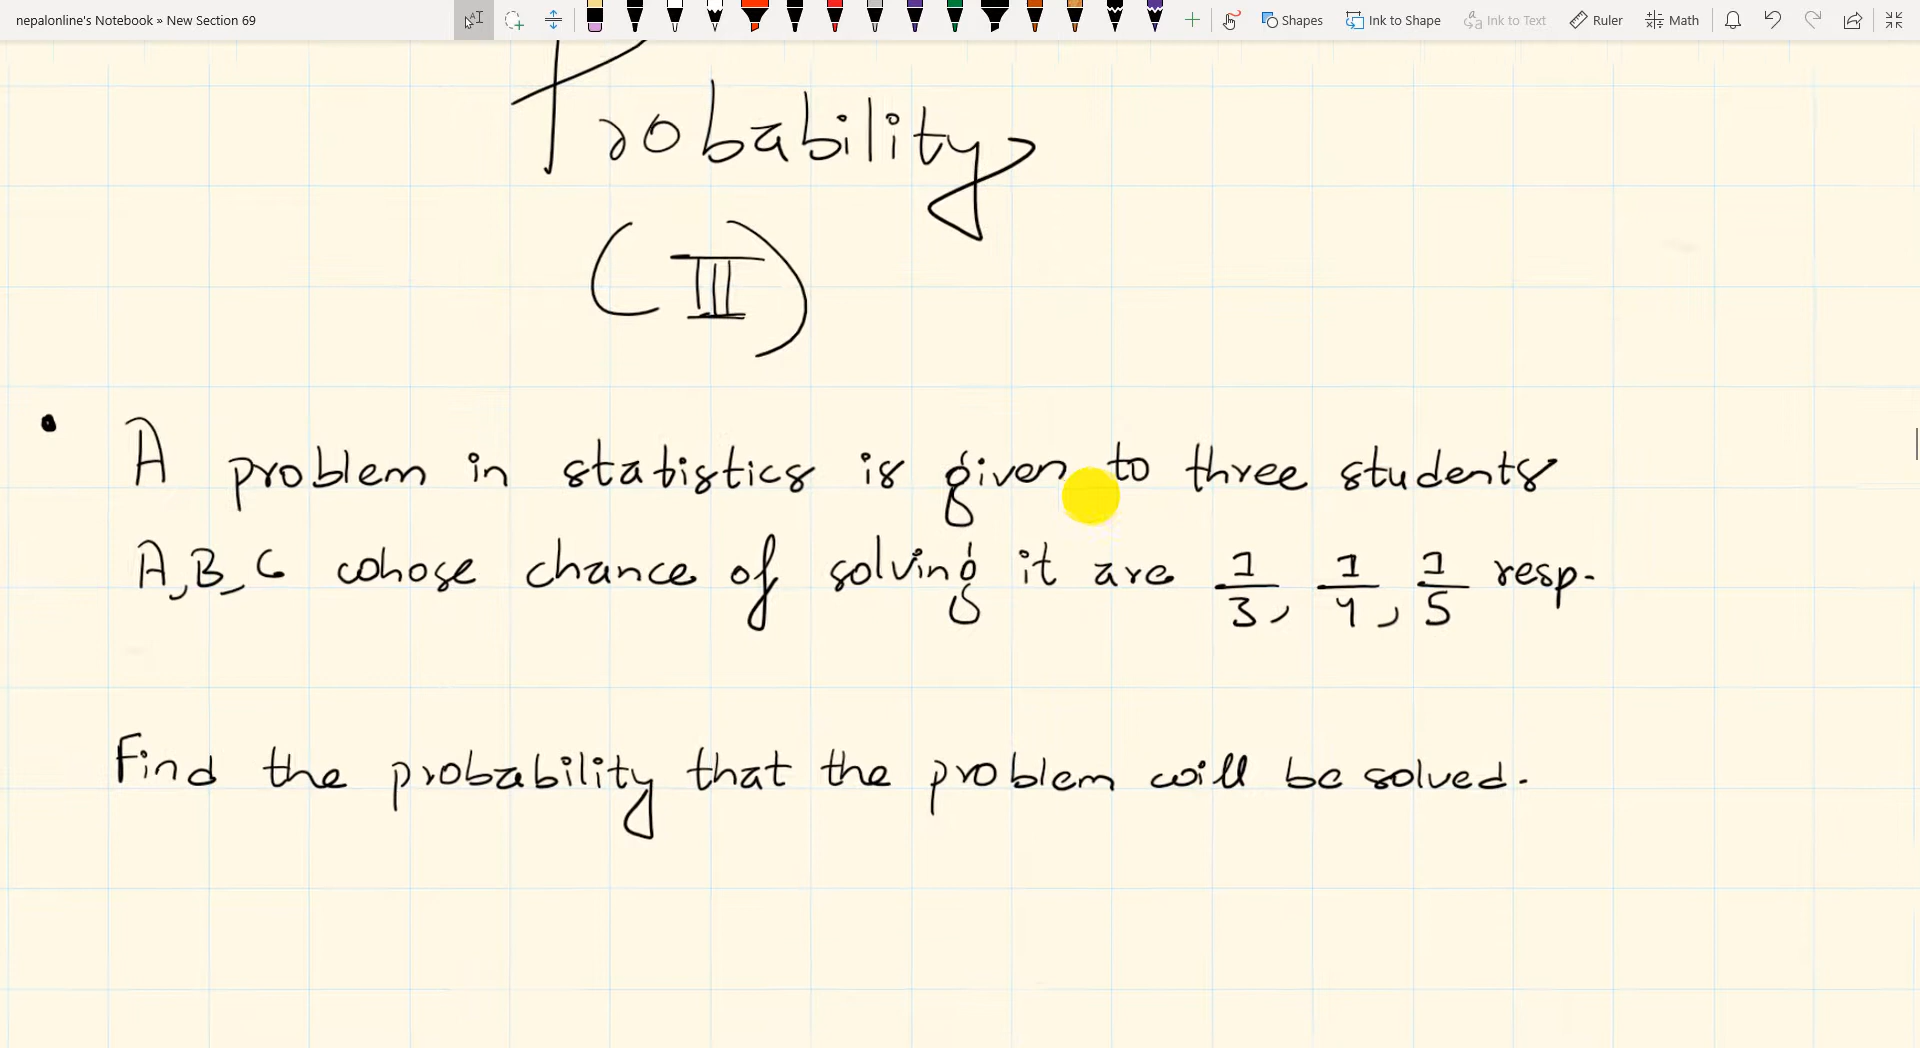 nepalonline's Notebook » New Section 69
Shapes Ink to Shape Ink to Text Ruler Math
Probability
(III)
• A problem in statistics is given to three students
A, B, C whose chance of solving it are 1/3, 1/4, 1/5 resp.
Find the probability that the problem will be solved.